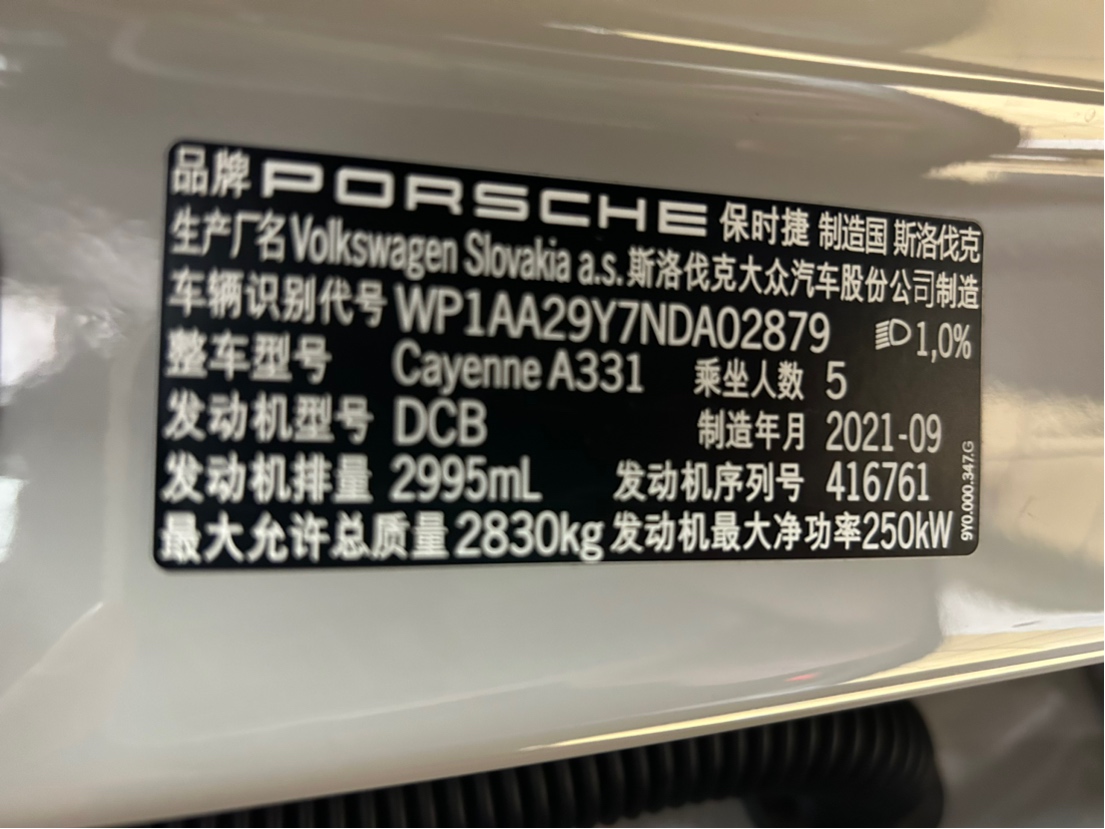 品牌 PORSCHE 保时捷 制造国 斯洛伐克
生产厂名 Volkswagen Slovakia a.s. 斯洛伐克大众汽车股份公司制造
车辆识别代号 WP1AA29Y7NDA02879 1,0%
整车型号 Cayenne A331 乘坐人数 5
发动机型号 DCB 制造年月 2021-09
发动机排量 2995mL 发动机序列号 416761
最大允许总质量 2830kg 发动机最大净功率 250kW
9Y0.000.347.G